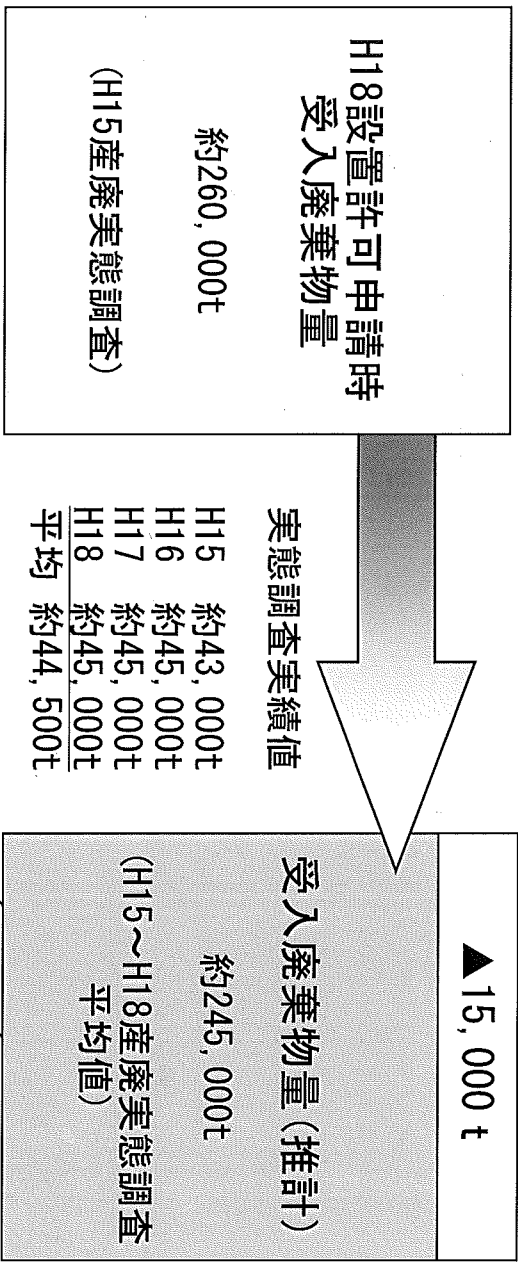 H18設置許可申請時
受入廃棄物量
約260,000t
(H15産廃実態調査)
実態調査実績値
H15 約43,000t
H16 約45,000t
H17 約45,000t
H18 約45,000t
平均 約44,500t
▲15,000t
受入廃棄物量(推計)
約245,000t
(H15～H18産廃実態調査
平均値)